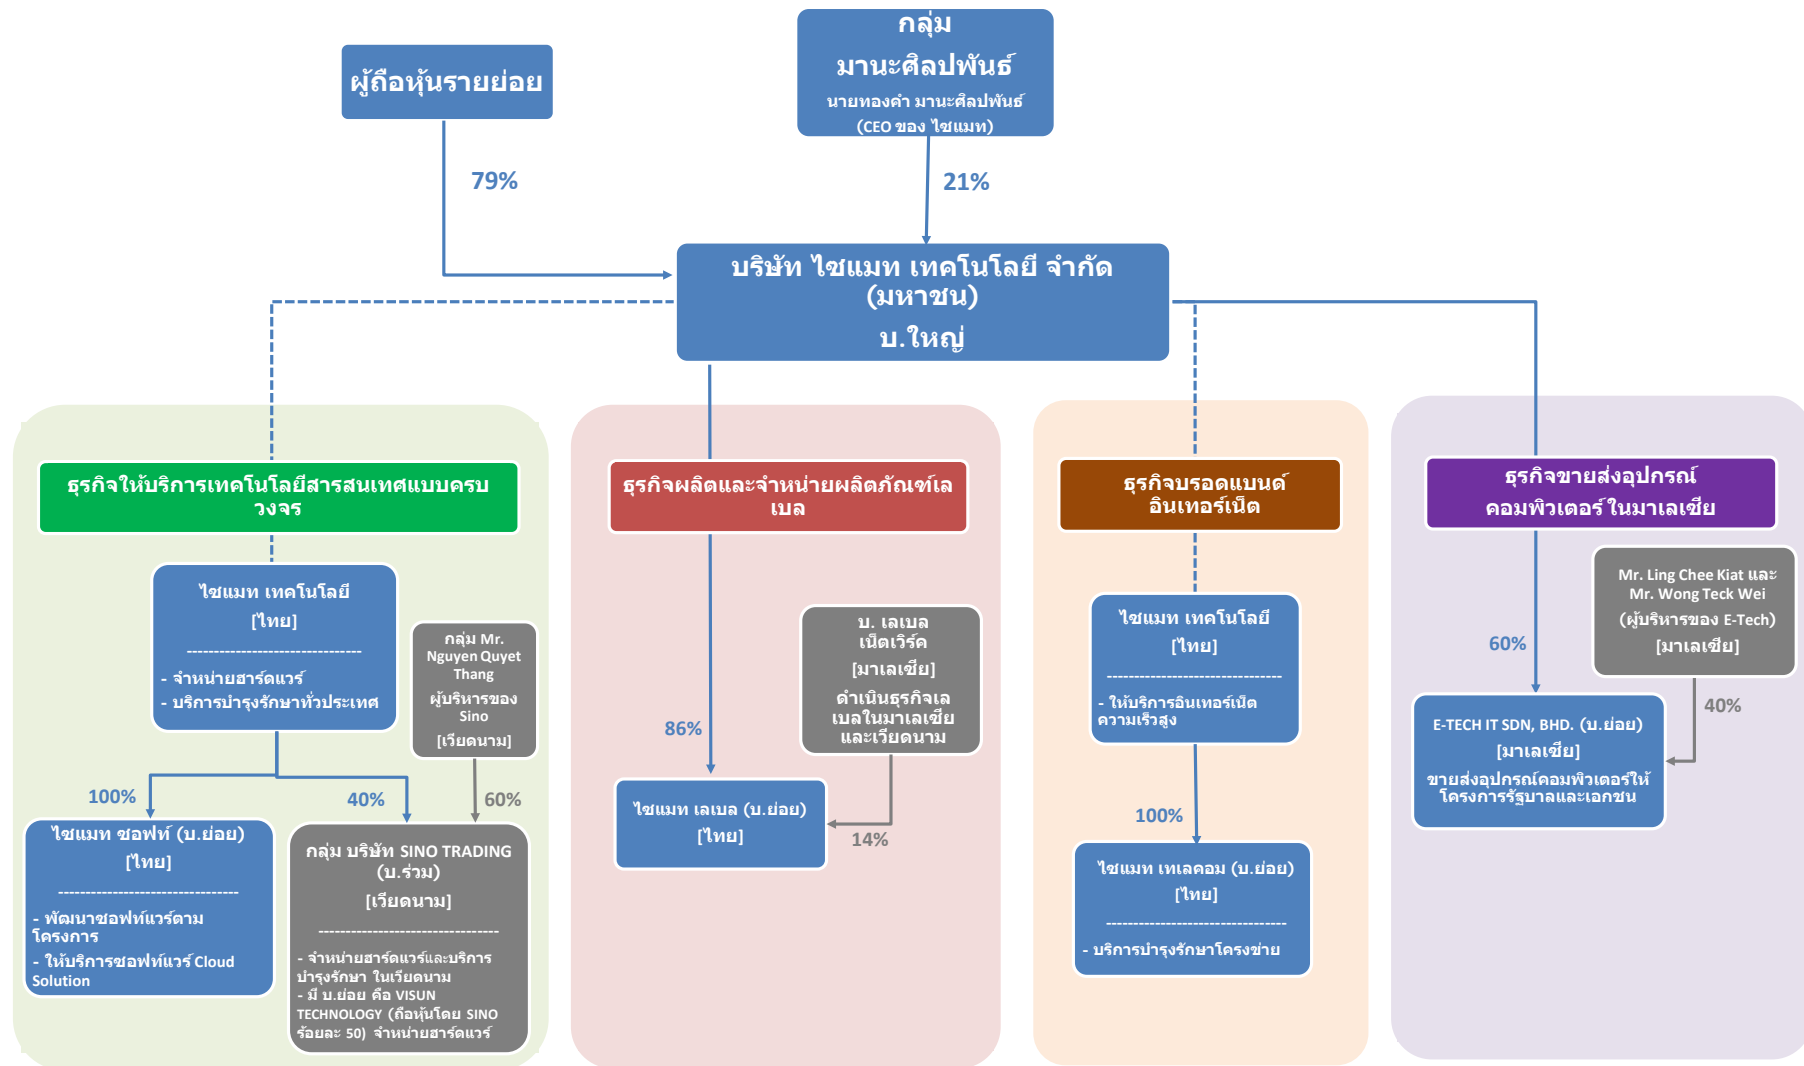 กลุ่ม
มานะศิลปพันธ์
นายทองคำ มานะศิลปพันธ์
(CEO ของ ไซแมท)
ผู้ถือหุ้นรายย่อย
79%
21%
บริษัท ไซแมท เทคโนโลยี จำกัด
(มหาชน)
บ.ใหญ่
ธุรกิจให้บริการเทคโนโลยีสารสนเทศแบบครบ
วงจร
ไซแมท เทคโนโลยี
[ไทย]
--------------------------------
- จำหน่ายฮาร์ดแวร์
- บริการบำรุงรักษาทั่วประเทศ
กลุ่ม Mr.
Nguyen Quyet
Thang
ผู้บริหารของ
Sino
[เวียดนาม]
100%
40%
60%
ไซแมท ซอฟท์ (บ.ย่อย)
[ไทย]
---------------------------------
- พัฒนาซอฟท์แวร์ตาม
โครงการ
- ให้บริการซอฟท์แวร์ Cloud
Solution
กลุ่ม บริษัท SINO TRADING
(บ.ร่วม)
[เวียดนาม]
---------------------------------
- จำหน่ายฮาร์ดแวร์และบริการ
บำรุงรักษา ในเวียดนาม
- มี บ.ย่อย คือ VISUN
TECHNOLOGY (ถือหุ้นโดย SINO
ร้อยละ 50) จำหน่ายฮาร์ดแวร์
ธุรกิจผลิตและจำหน่ายผลิตภัณฑ์เล
เบล
บ. เลเบล
เน็ตเวิร์ค
[มาเลเซีย]
ดำเนินธุรกิจเล
เบลในมาเลเซีย
และเวียดนาม
86%
ไซแมท เลเบล (บ.ย่อย)
[ไทย]
14%
ธุรกิจบรอดแบนด์
อินเทอร์เน็ต
ไซแมท เทคโนโลยี
[ไทย]
--------------------------------
- ให้บริการอินเทอร์เน็ต
ความเร็วสูง
100%
ไซแมท เทเลคอม (บ.ย่อย)
[ไทย]
---------------------------------
- บริการบำรุงรักษาโครงข่าย
ธุรกิจขายส่งอุปกรณ์
คอมพิวเตอร์ ในมาเลเซีย
Mr. Ling Chee Kiat และ
Mr. Wong Teck Wei
(ผู้บริหารของ E-Tech)
[มาเลเซีย]
60%
40%
E-TECH IT SDN, BHD. (บ.ย่อย)
[มาเลเซีย]
ขายส่งอุปกรณ์คอมพิวเตอร์ให้
โครงการรัฐบาลและเอกชน